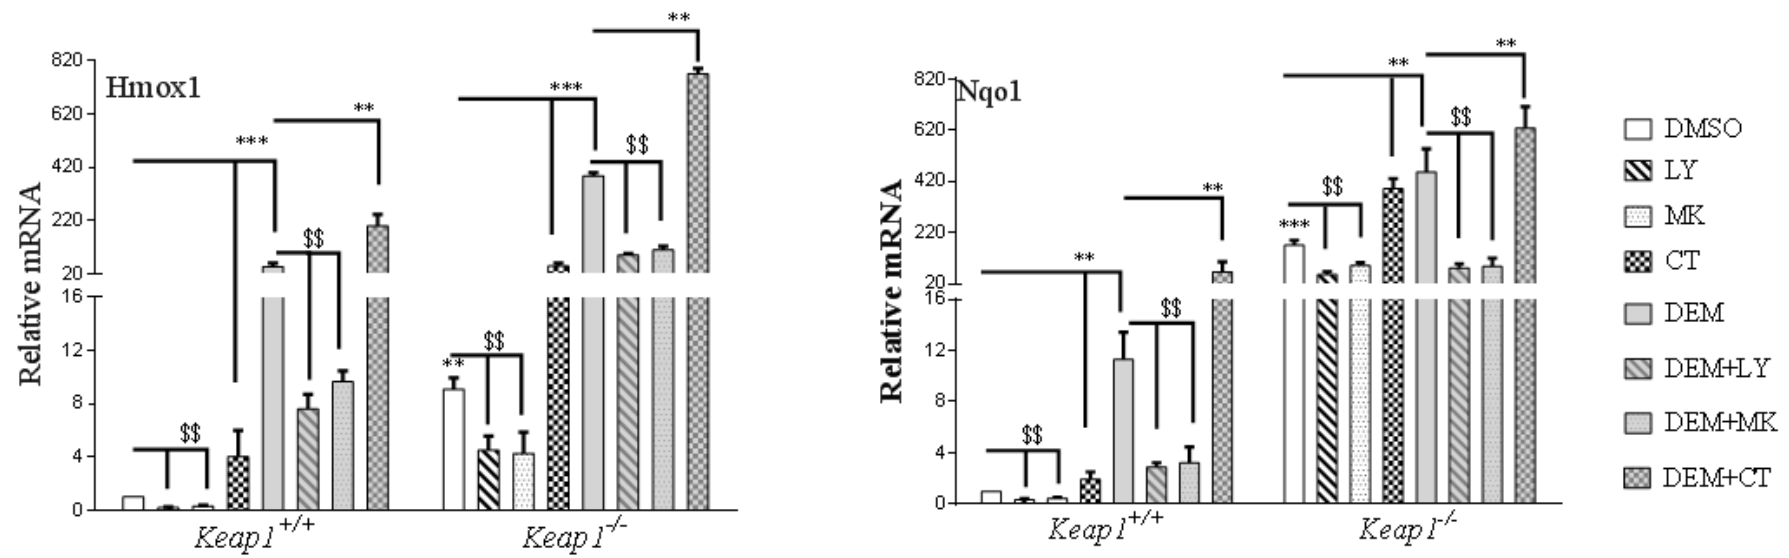 Hmox1
Relative mRNA
820
620
420
220
20
16
12
8
4
0
***
**
$$
$$
**
$$
***
$$
**
Keap1+/+
Keap1-/-
Nqo1
Relative mRNA
820
620
420
220
20
16
12
8
4
0
$$
**
$$
**
***
$$
**
$$
**
Keap1+/+
Keap1-/-
DMSO
LY
MK
CT
DEM
DEM+LY
DEM+MK
DEM+CT